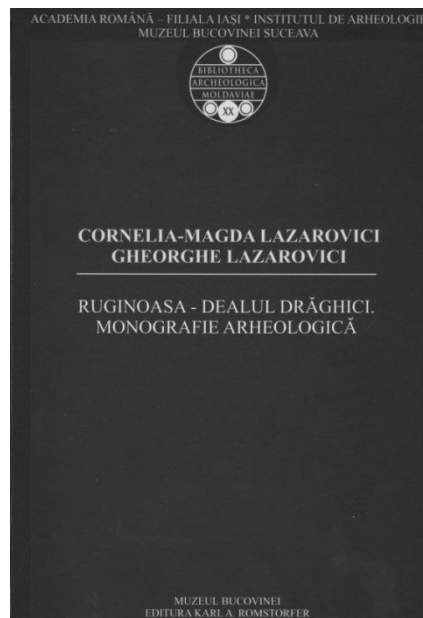 ACADEMIA ROMÂNĂ – FILIALA IAȘI * INSTITUTUL DE ARHEOLOGIE
MUZEUL BUCOVINEI SUCEAVA
BIBLIOTHECA
ARCHEOLOGICA
MOLDAVIAE
XX
CORNELIA-MAGDA LAZAROVICI
GHEORGHE LAZAROVICI
RUGINOASA - DEALUL DRĂGHICI.
MONOGRAFIE ARHEOLOGICĂ
MUZEUL BUCOVINEI
EDITURA KARL A. ROMSTORFER